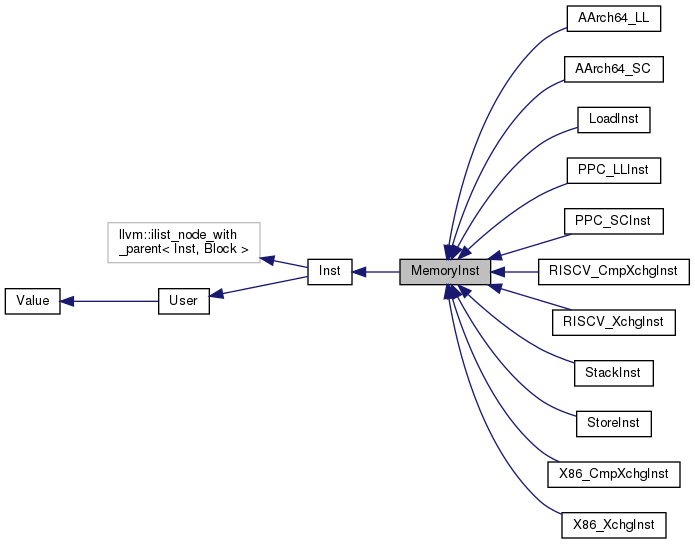 AArch64_LL
AArch64_SC
LoadInst
PPC_LLInst
PPC_SCInst
llvm::ilist_node_with
_parent< Inst, Block >
Inst
MemoryInst
RISCV_CmpXchgInst
Value
User
RISCV_XchgInst
StackInst
StoreInst
X86_CmpXchgInst
X86_XchgInst